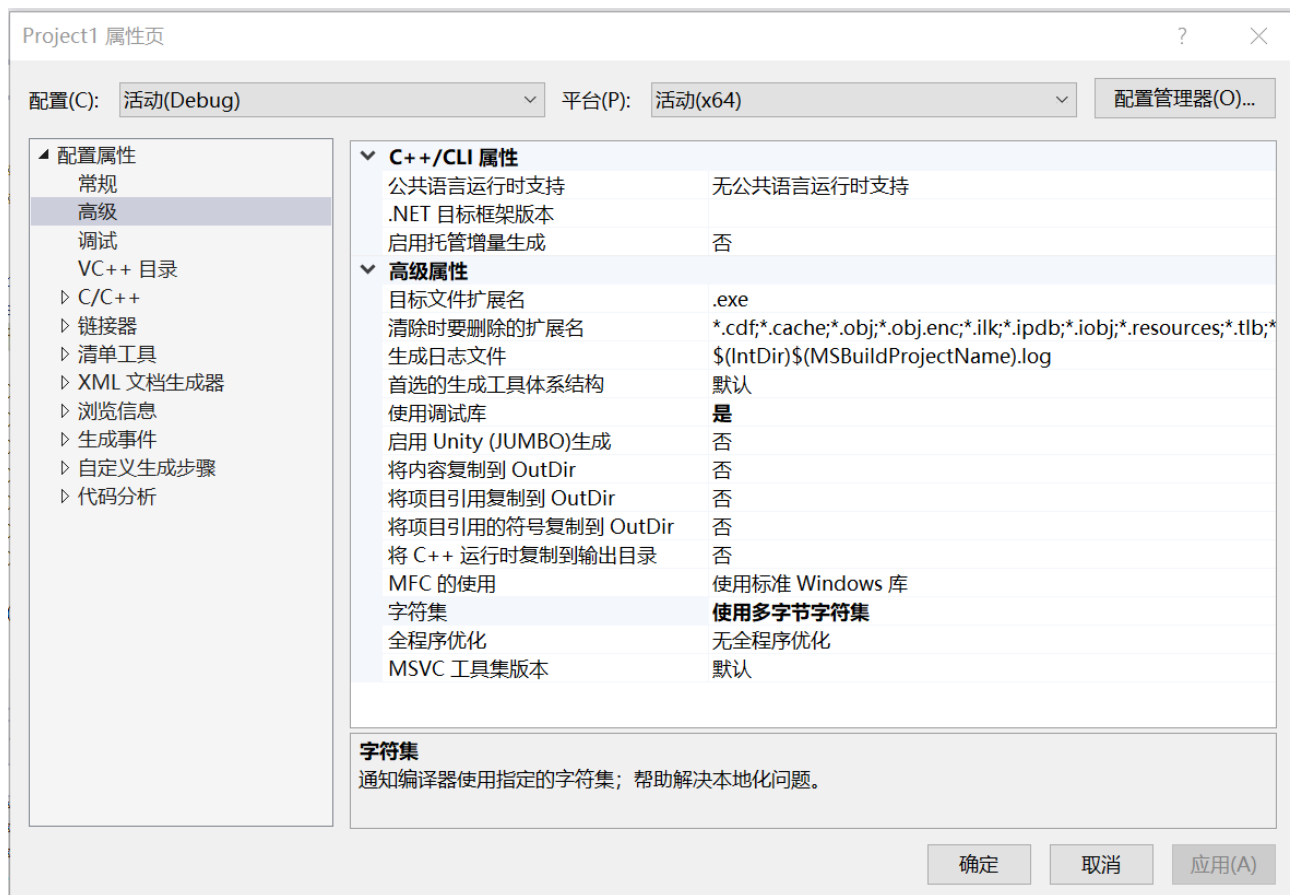 Project1 属性页
配置(C): 活动(Debug) 平台(P): 活动(x64) 配置管理器(O)...
配置属性
常规
高级
调试
VC++ 目录
C/C++
链接器
清单工具
XML 文档生成器
浏览信息
生成事件
自定义生成步骤
代码分析
C++/CLI 属性
公共语言运行时支持 无公共语言运行时支持
.NET 目标框架版本
启用托管增量生成 否
高级属性
目标文件扩展名 .exe
清除时要删除的扩展名 *.cdf;*.cache;*.obj;*.obj.enc;*.ilk;*.ipdb;*.iobj;*.resources;*.tlb;*
生成日志文件 $(IntDir)$(MSBuildProjectName).log
首选的生成工具体系结构 默认
使用调试库 是
启用 Unity (JUMBO)生成 否
将内容复制到 OutDir 否
将项目引用复制到 OutDir 否
将项目引用的符号复制到 OutDir 否
将 C++ 运行时复制到输出目录 否
MFC 的使用 使用标准 Windows 库
字符集 使用多字节字符集
全程序优化 无全程序优化
MSVC 工具集版本 默认
字符集
通知编译器使用指定的字符集；帮助解决本地化问题。
确定 取消 应用(A)